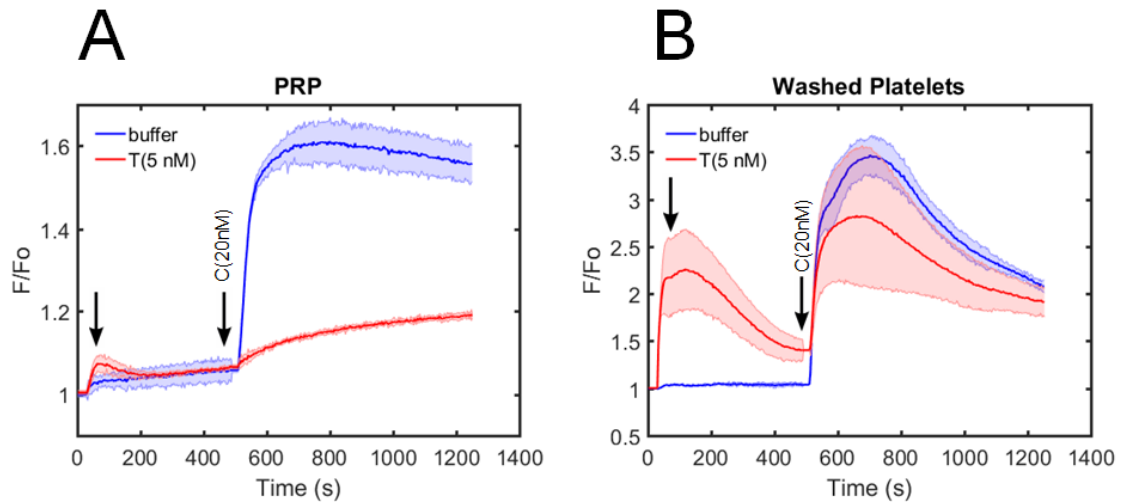 A
PRP
buffer
T(5 nM)
C(20nM)
F/Fo
1.6
1.4
1.2
1
0 200 400 600 800 1000 1200 1400
Time (s)
B
Washed Platelets
buffer
T(5 nM)
C(20nM)
F/Fo
4
3.5
3
2.5
2
1.5
1
0.5
0 200 400 600 800 1000 1200 1400
Time (s)